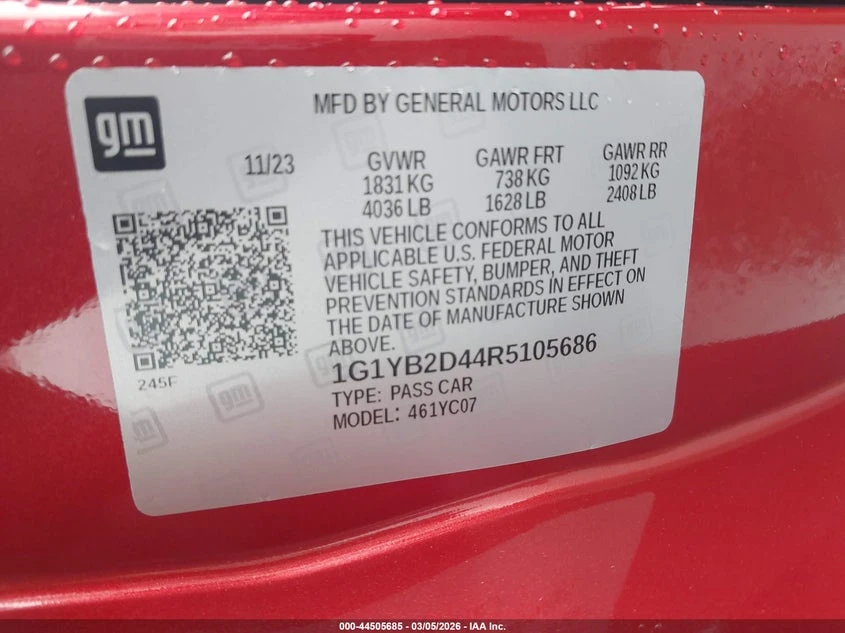 gm
MFD BY GENERAL MOTORS LLC
11/23
GVWR
1831 KG
4036 LB
GAWR FRT
738 KG
1628 LB
GAWR RR
1092 KG
2408 LB
THIS VEHICLE CONFORMS TO ALL
APPLICABLE U.S. FEDERAL MOTOR
VEHICLE SAFETY, BUMPER, AND THEFT
PREVENTION STANDARDS IN EFFECT ON
THE DATE OF MANUFACTURE SHOWN
ABOVE.
1G1YB2D44R5105686
TYPE: PASS CAR
MODEL: 461YC07
245F
000-44505685 - 03/05/2026 - IAA Inc.